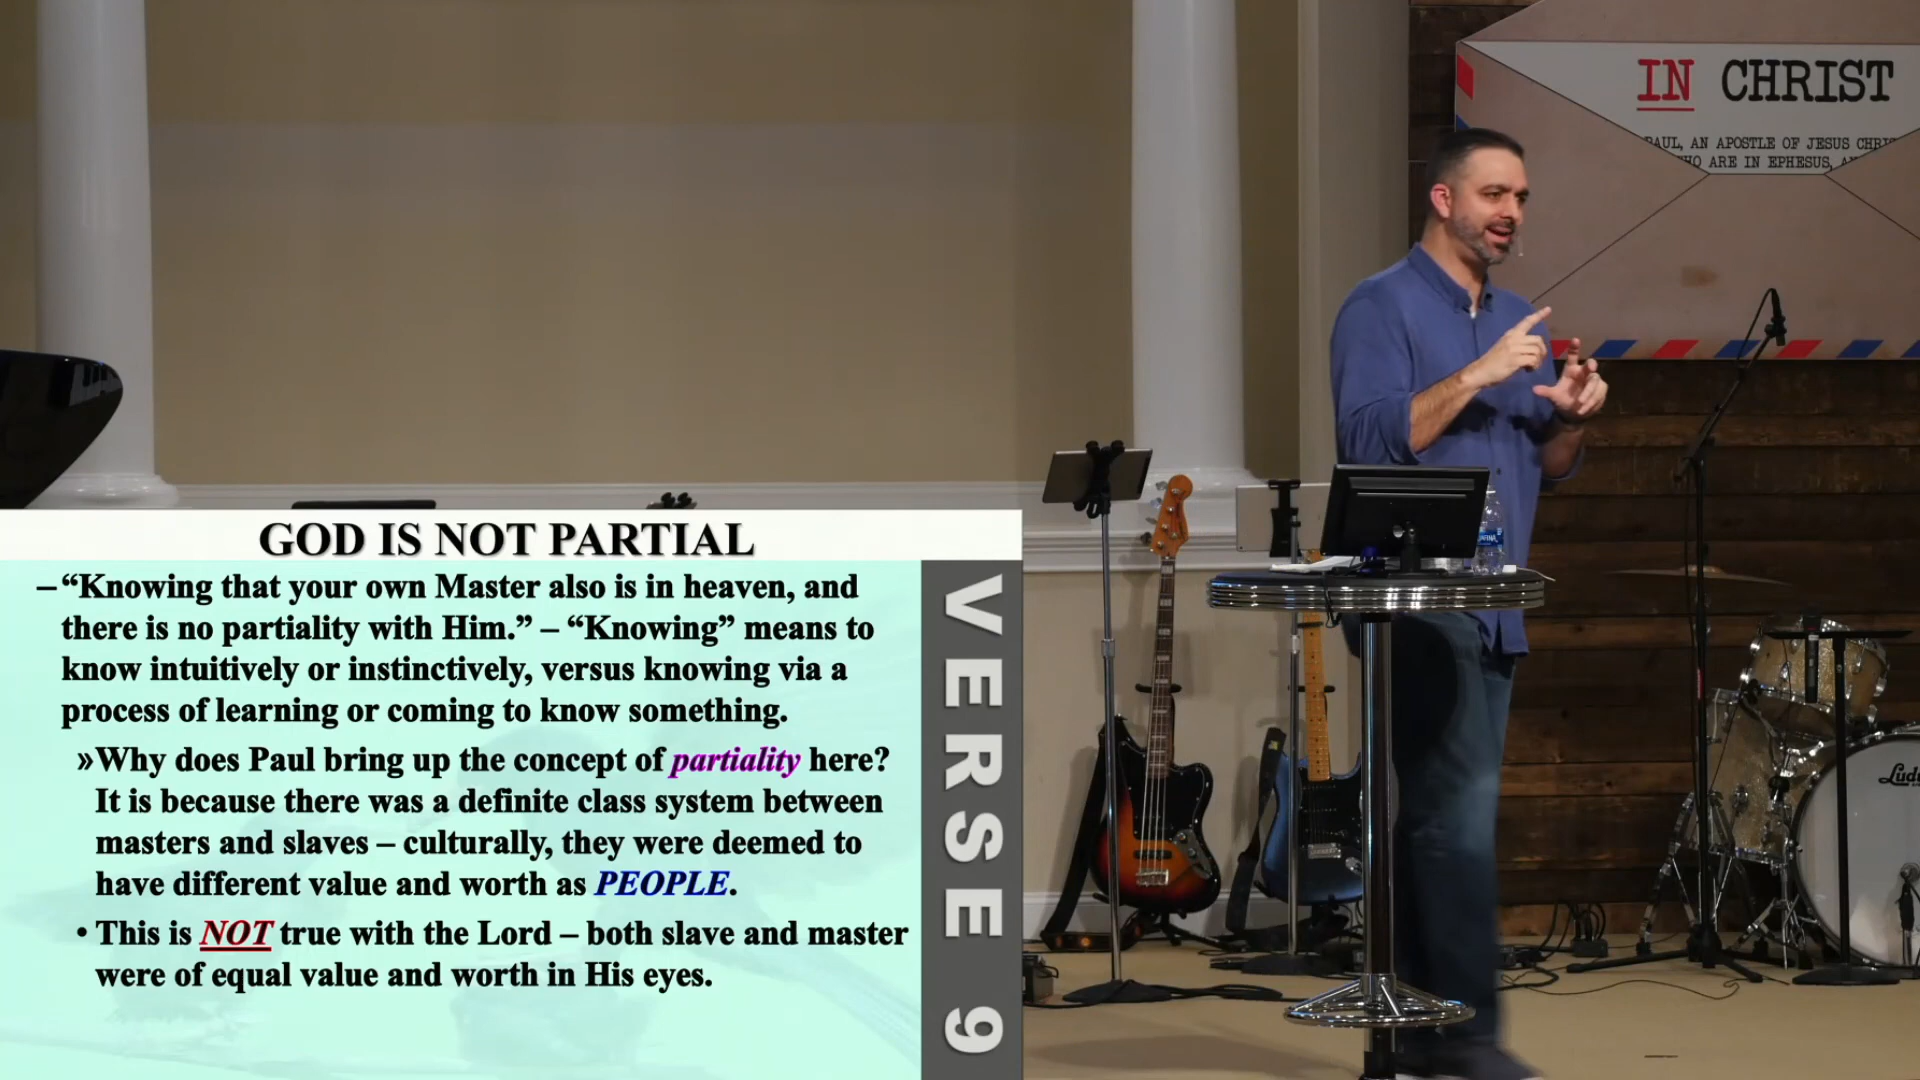 IN CHRIST
PAUL, AN APOSTLE OF JESUS
WHO ARE IN EPHESUS,
GOD IS NOT PARTIAL
– “Knowing that your own Master also is in heaven, and
there is no partiality with Him.” – “Knowing” means to
know intuitively or instinctively, versus knowing via a
process of learning or coming to know something.
» Why does Paul bring up the concept of partiality here?
It is because there was a definite class system between
masters and slaves – culturally, they were deemed to
have different value and worth as PEOPLE.
• This is NOT true with the Lord – both slave and master
were of equal value and worth in His eyes.
VERSE 9